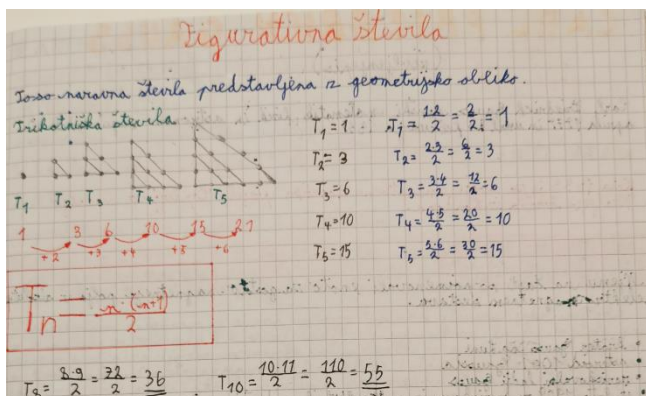 Figurativna števila
To so naravna števila predstavljena z geometrijsko obliko.
Trikotniška števila
T₁ T₂ T₃ T₄ T₅
1 3 6 10 15 21
+2 +3 +4 +5 +6
T₁ = 1 T₁ = 1·2/2 = 2/2 = 1
T₂ = 3 T₂ = 2·3/2 = 6/2 = 3
T₃ = 6 T₃ = 3·4/2 = 12/2 = 6
T₄ = 10 T₄ = 4·5/2 = 20/2 = 10
T₅ = 15 T₅ = 5·6/2 = 30/2 = 15
Tn = n(n+1)/2
T₈ = 8·9/2 = 72/2 = 36 T₁₀ = 10·11/2 = 110/2 = 55